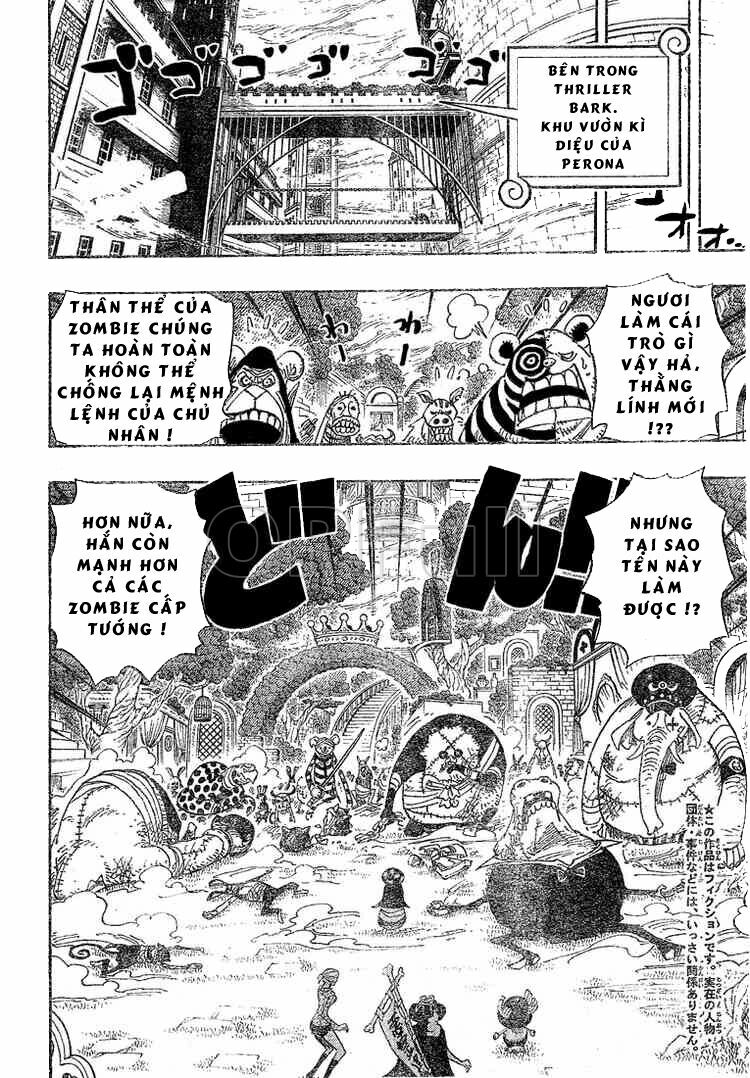 BÊN TRONG
THRILLER
BARK.
KHU VƯỜN KÌ
DIỆU CỦA
PERONA
ゴゴゴゴゴゴ
オォ...
NGƯƠI
LÀM CÁI
TRÒ GÌ
VẬY HẢ,
THẰNG
LÍNH MỚI
!??
THÂN THỂ CỦA
ZOMBIE CHÚNG
TA HOÀN TOÀN
KHÔNG THỂ
CHỐNG LẠI MỆNH
LỆNH CỦA CHỦ
NHÂN !
わ
わ
NHƯNG
TẠI SAO
TÊN NÀY
LÀM
ĐƯỢC !?
HƠN NỮA,
HẮN CÒN
MẠNH HƠN
CẢ CÁC
ZOMBIE CẤP
TƯỚNG !
★この作品はフィクションです。実在の人物・
団体・事件などには、いっさい関係ありません。